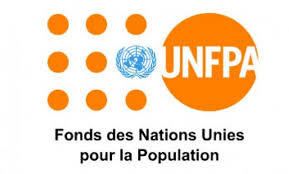 UNFPA
Fonds des Nations Unies
pour la Population